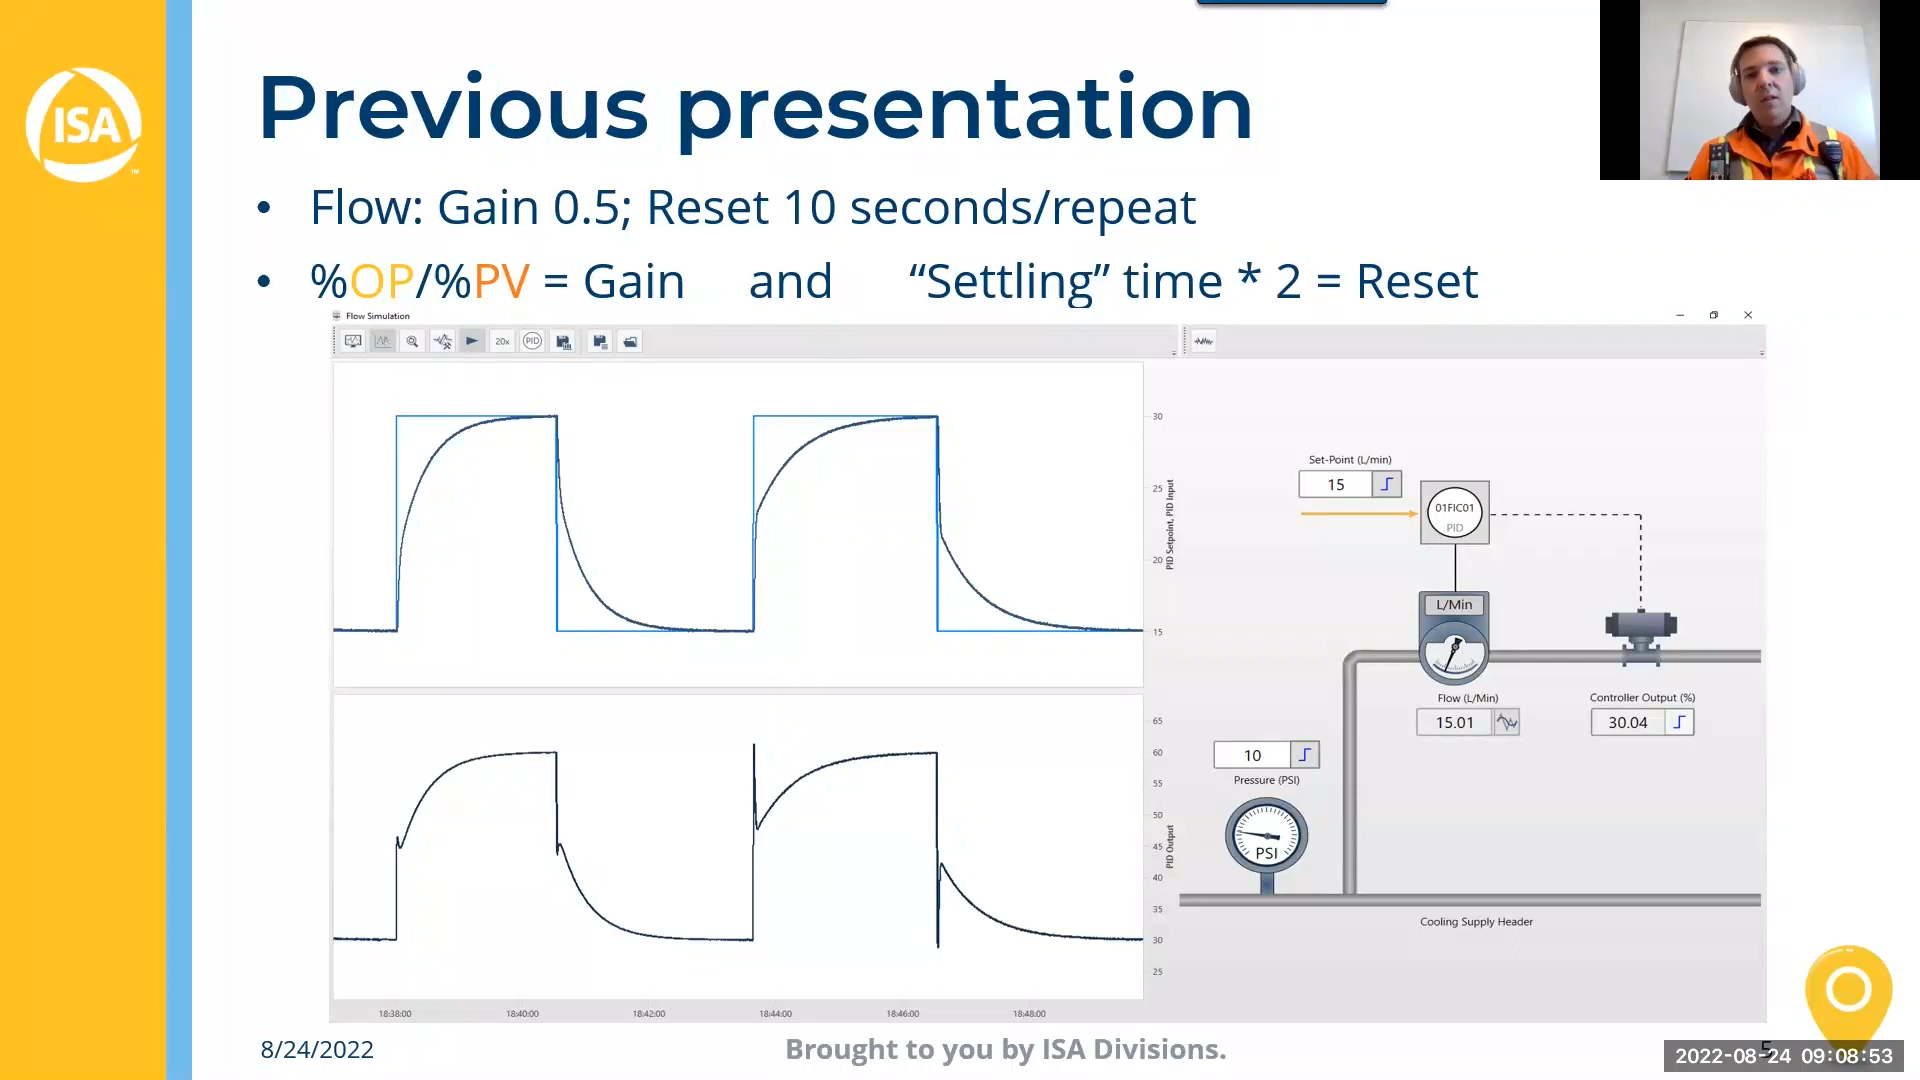 ISA
Previous presentation
• Flow: Gain 0.5; Reset 10 seconds/repeat
• %OP/%PV = Gain and “Settling” time * 2 = Reset
Flow Simulation
20x
PID
30
25
20
15
PID Setpoint, PID Input
65
60
55
50
45
40
35
30
25
PID Output
18:38:00
18:40:00
18:42:00
18:44:00
18:46:00
18:48:00
Set-Point (L/min)
15
01FIC01
PID
L/Min
Flow (L/Min)
15.01
Controller Output (%)
30.04
10
Pressure (PSI)
PSI
Cooling Supply Header
8/24/2022
Brought to you by ISA Divisions.
5
2022-08-24 09:08:53